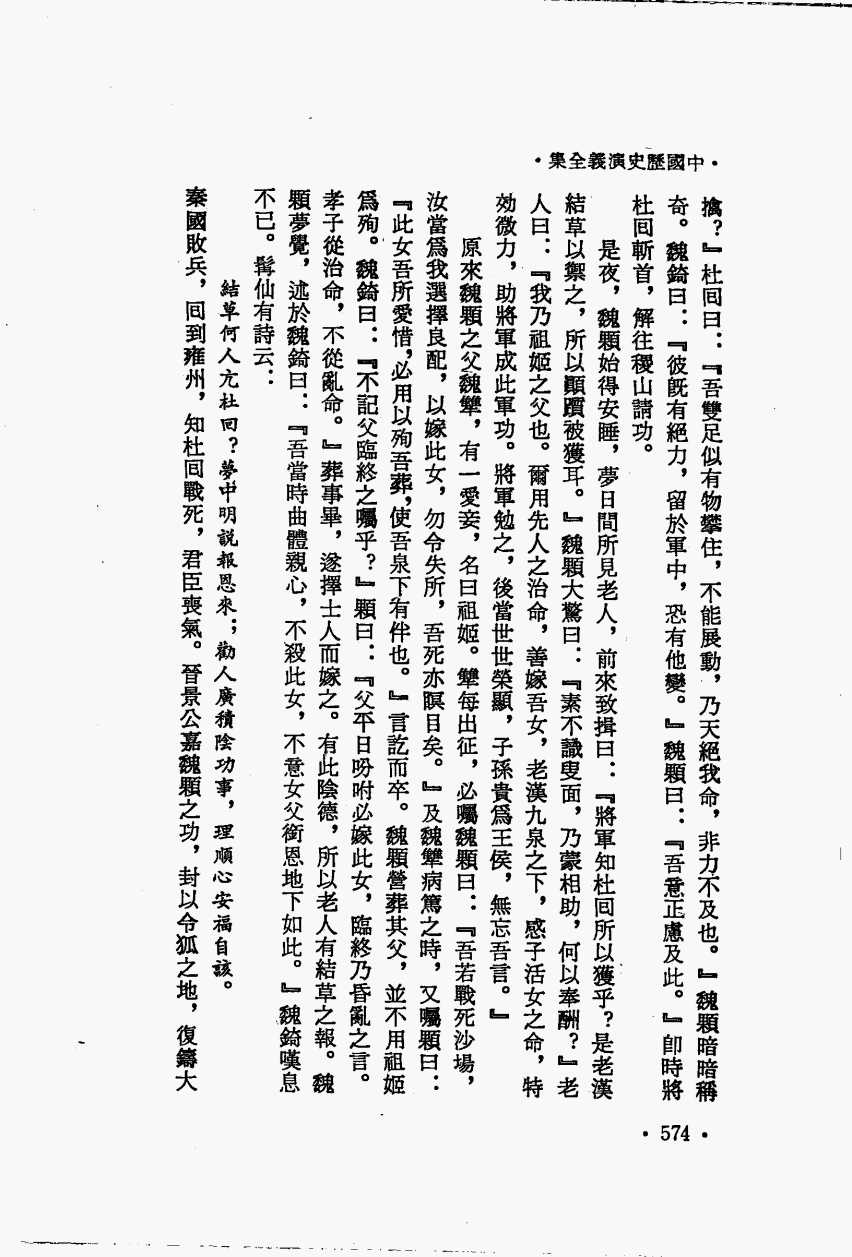 ·中國歷史演義全集·
擒？』杜回曰：『吾雙足似有物攀住，不能展動，乃天絕我命，非力不及也。』魏顆暗暗稱
奇。魏錡曰：『彼旣有絕力，留於軍中，恐有他變。』魏顆曰：『吾意正慮及此。』卽時將
杜回斬首，解往稷山請功。
是夜，魏顆始得安睡，夢日間所見老人，前來致揖曰：『將軍知杜回所以獲乎？是老漢
結草以禦之，所以顚躓被獲耳。』魏顆大驚曰：『素不識叟面，乃蒙相助，何以奉酬？』老
人曰：『我乃祖姬之父也。爾用先人之治命，善嫁吾女，老漢九泉之下，感子活女之命，特
効微力，助將軍成此軍功。將軍勉之，後當世世榮顯，子孫貴爲王侯，無忘吾言。』
原來魏顆之父魏犨，有一愛妾，名曰祖姬。犨每出征，必囑魏顆曰：『吾若戰死沙場，
汝當爲我選擇良配，以嫁此女，勿令失所，吾死亦瞑目矣。』及魏犨病篤之時，又囑顆曰：
『此女吾所愛惜，必用以殉吾葬，使吾泉下有伴也。』言訖而卒。魏顆營葬其父，並不用祖姬
爲殉。魏錡曰：『不記父臨終之囑乎？』顆曰：『父平日吩咐必嫁此女，臨終乃昏亂之言。
孝子從治命，不從亂命。』葬事畢，遂擇士人而嫁之。有此陰德，所以老人有結草之報。魏
顆夢覺，述於魏錡曰：『吾當時曲體親心，不殺此女，不意女父銜恩地下如此。』魏錡嘆息
不已。髯仙有詩云：
結草何人亢杜回？夢中明說報恩來；勸人廣積陰功事，理順心安福自該。
秦國敗兵，回到雍州，知杜回戰死，君臣喪氣。晉景公嘉魏顆之功，封以令狐之地，復鑄大
·574·